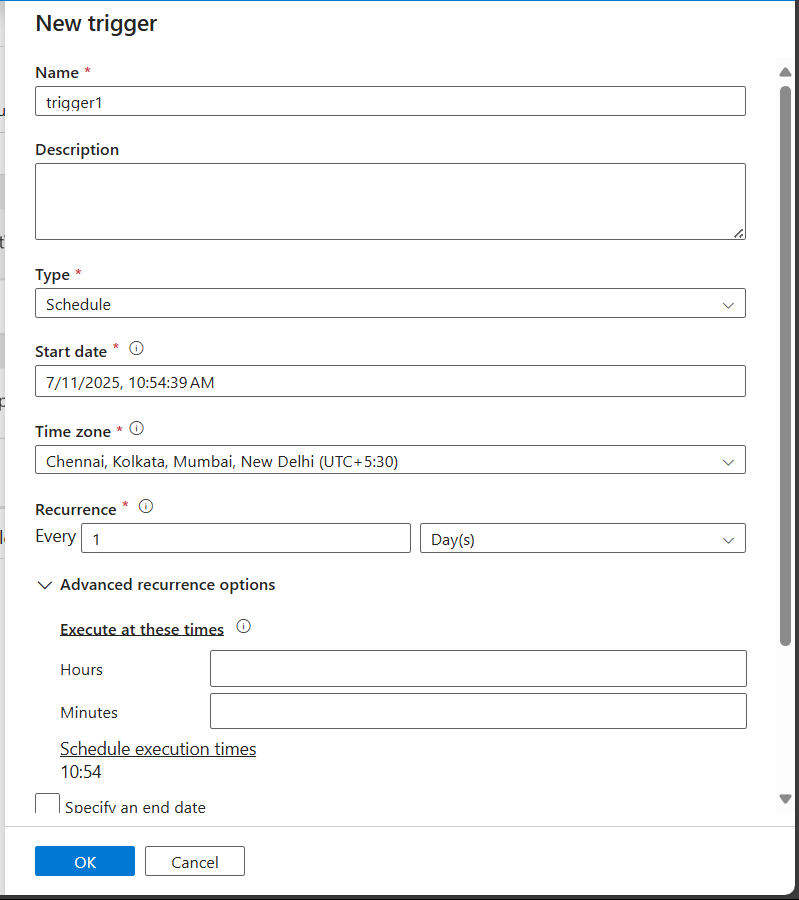 New trigger
Name *
trigger1
Description
Type *
Schedule
Start date *
7/11/2025, 10:54:39 AM
Time zone *
Chennai, Kolkata, Mumbai, New Delhi (UTC+5:30)
Recurrence *
Every 1 Day(s)
Advanced recurrence options
Execute at these times
Hours
Minutes
Schedule execution times
10:54
Specify an end date
OK Cancel